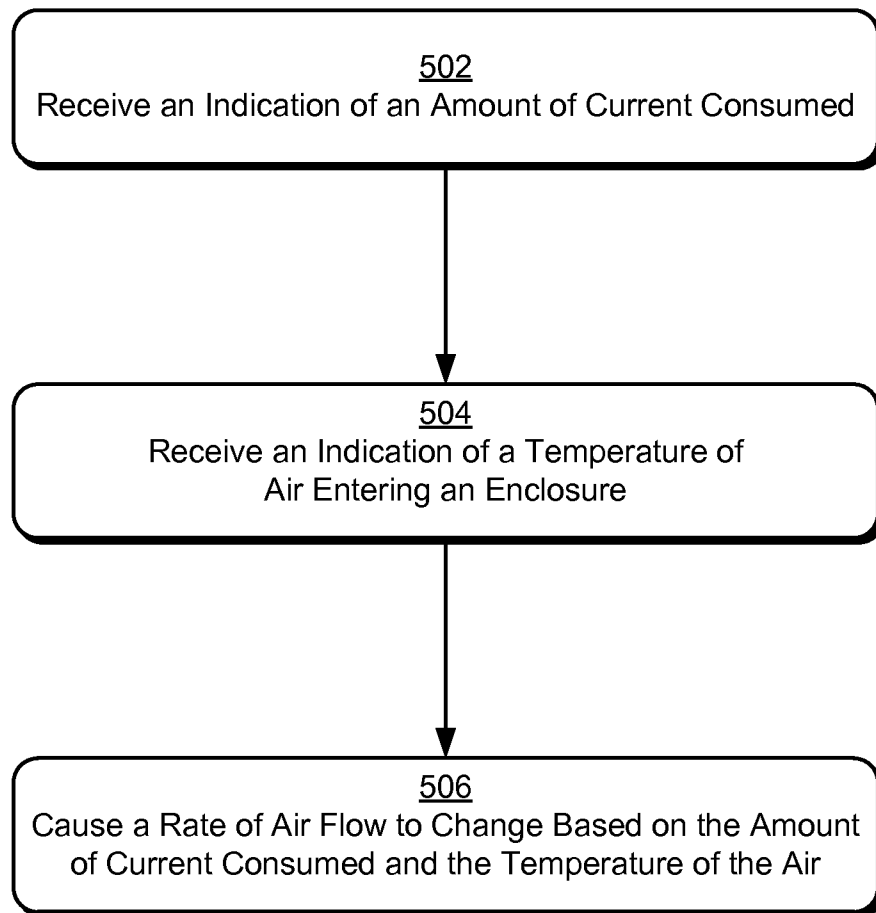 502
Receive an Indication of an Amount of Current Consumed
504
Receive an Indication of a Temperature of
Air Entering an Enclosure
506
Cause a Rate of Air Flow to Change Based on the Amount
of Current Consumed and the Temperature of the Air